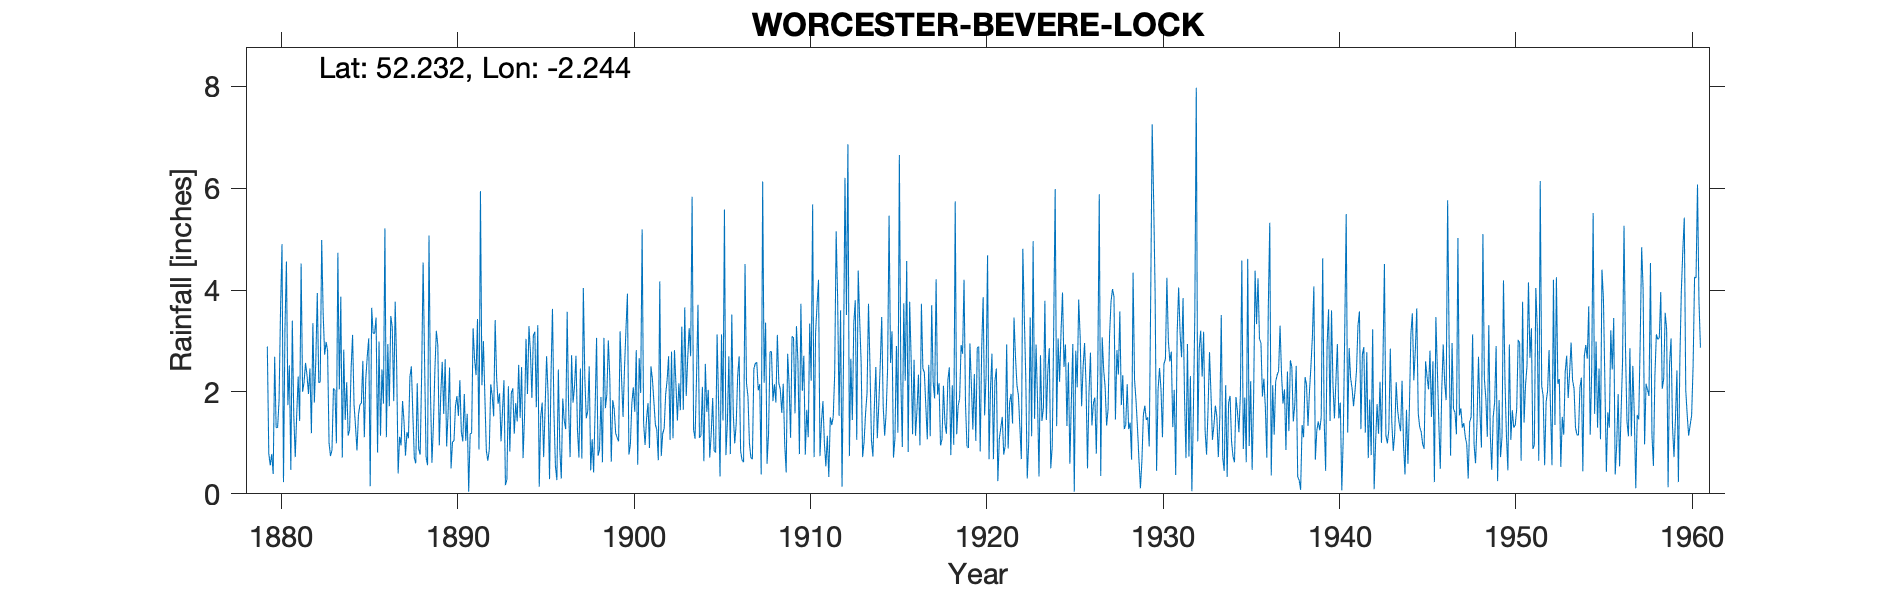 WORCESTER-BEVERE-LOCK
Lat: 52.232, Lon: -2.244
8
6
4
2
0
Rainfall [inches]
1880 1890 1900 1910 1920 1930 1940 1950 1960
Year